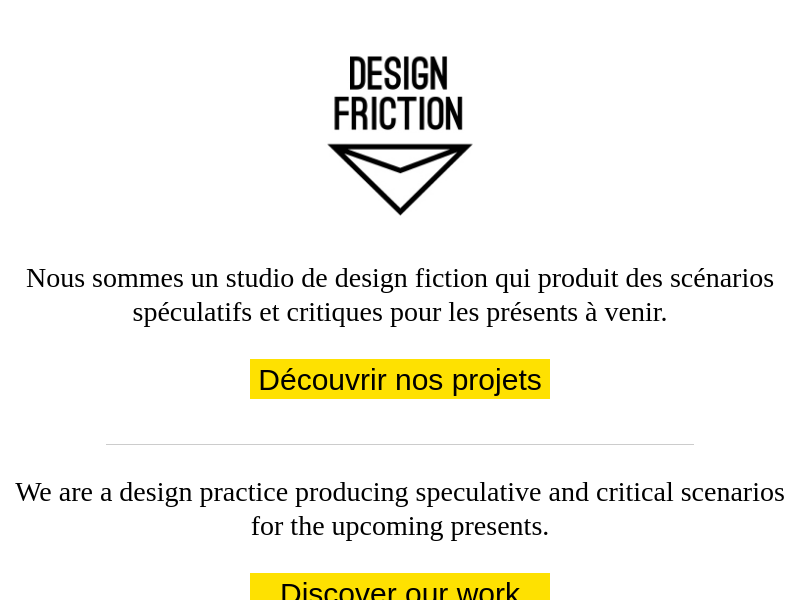 DESIGN
FRICTION
Nous sommes un studio de design fiction qui produit des scénarios
spéculatifs et critiques pour les présents à venir.
Découvrir nos projets
We are a design practice producing speculative and critical scenarios
for the upcoming presents.
Discover our work